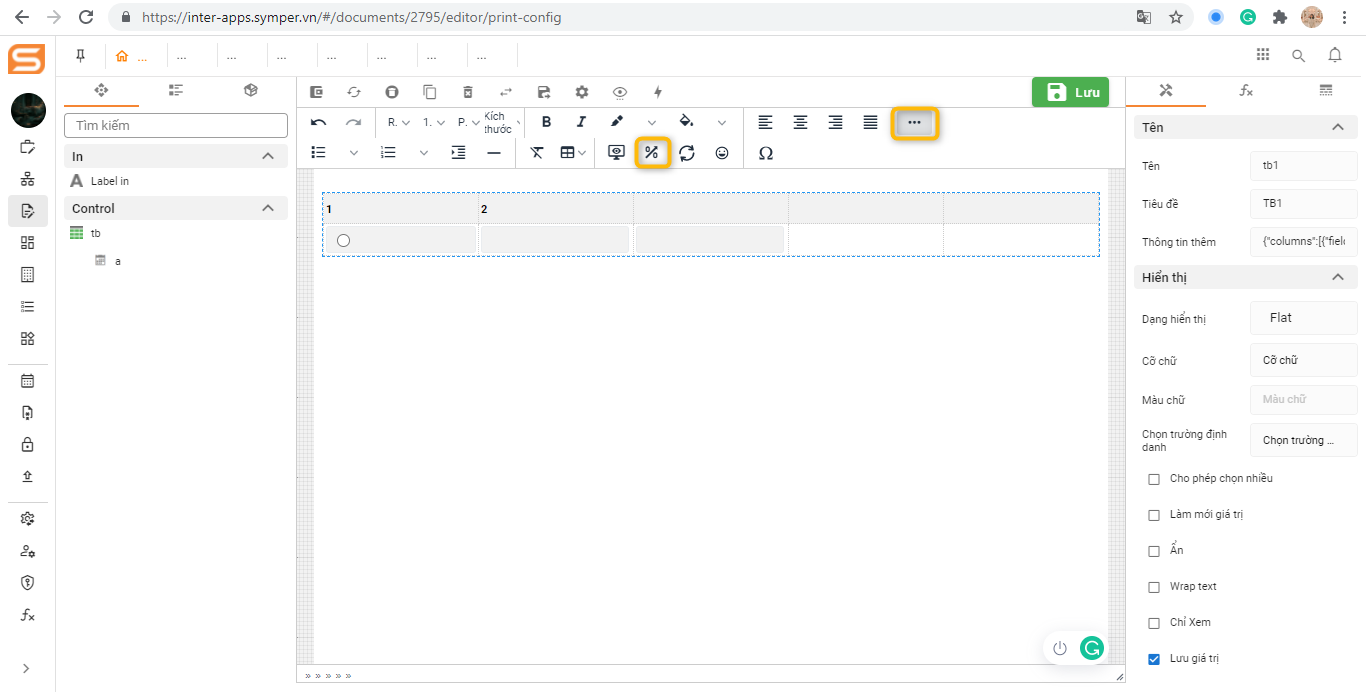 https://inter-apps.symper.vn/#/documents/2795/editor/print-config
... ... ... ... ... ... ... ...
Lưu
Tìm kiếm
In
Label in
Control
tb
a
R. 1. P. Kích thước
B I
Ω
1 2
» » » » »
Tên
Tên tb1
Tiêu đề TB1
Thông tin thêm {"columns":[{"fiel
Hiển thị
Dạng hiển thị Flat
Cỡ chữ Cỡ chữ
Màu chữ Màu chữ
Chọn trường định danh Chọn trường ...
Cho phép chọn nhiều
Làm mới giá trị
Ẩn
Wrap text
Chỉ Xem
Lưu giá trị